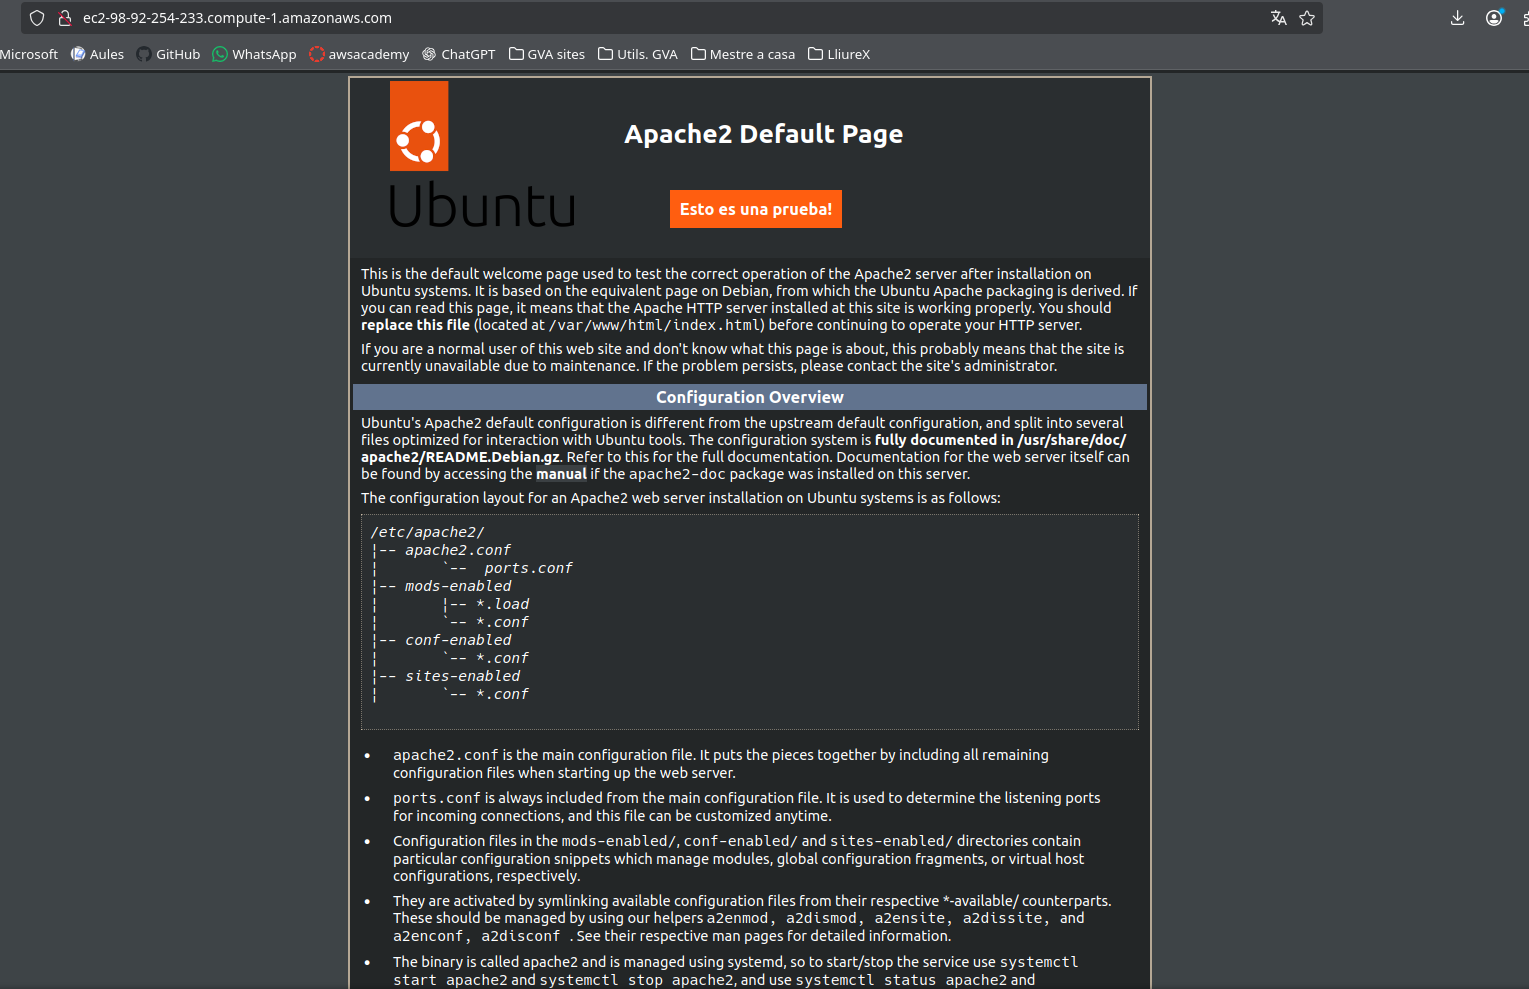 ec2-98-92-254-233.compute-1.amazonaws.com
Microsoft Aules GitHub WhatsApp awsacademy ChatGPT GVA sites Utils. GVA Mestre a casa LliureX
Apache2 Default Page
Ubuntu
Esto es una prueba!
This is the default welcome page used to test the correct operation of the Apache2 server after installation on
Ubuntu systems. It is based on the equivalent page on Debian, from which the Ubuntu Apache packaging is derived. If
you can read this page, it means that the Apache HTTP server installed at this site is working properly. You should
replace this file (located at /var/www/html/index.html) before continuing to operate your HTTP server.
If you are a normal user of this web site and don't know what this page is about, this probably means that the site is
currently unavailable due to maintenance. If the problem persists, please contact the site's administrator.
Configuration Overview
Ubuntu's Apache2 default configuration is different from the upstream default configuration, and split into several
files optimized for interaction with Ubuntu tools. The configuration system is fully documented in /usr/share/doc/
apache2/README.Debian.gz. Refer to this for the full documentation. Documentation for the web server itself can
be found by accessing the manual if the apache2-doc package was installed on this server.
The configuration layout for an Apache2 web server installation on Ubuntu systems is as follows:
/etc/apache2/
|-- apache2.conf
|       `--  ports.conf
|-- mods-enabled
|       |-- *.load
|       `-- *.conf
|-- conf-enabled
|       `-- *.conf
|-- sites-enabled
|       `-- *.conf
• apache2.conf is the main configuration file. It puts the pieces together by including all remaining
configuration files when starting up the web server.
• ports.conf is always included from the main configuration file. It is used to determine the listening ports
for incoming connections, and this file can be customized anytime.
• Configuration files in the mods-enabled/, conf-enabled/ and sites-enabled/ directories contain
particular configuration snippets which manage modules, global configuration fragments, or virtual host
configurations, respectively.
• They are activated by symlinking available configuration files from their respective *-available/ counterparts.
These should be managed by using our helpers a2enmod, a2dismod, a2ensite, a2dissite, and
a2enconf, a2disconf . See their respective man pages for detailed information.
• The binary is called apache2 and is managed using systemd, so to start/stop the service use systemctl
start apache2 and systemctl stop apache2, and use systemctl status apache2 and